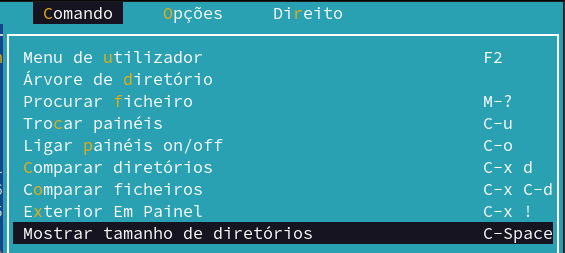 Comando Opções Direito
Menu de utilizador F2
Árvore de diretório
Procurar ficheiro M-?
Trocar painéis C-u
Ligar painéis on/off C-o
Comparar diretórios C-x d
Comparar ficheiros C-x C-d
Exterior Em Painel C-x !
Mostrar tamanho de diretórios C-Space